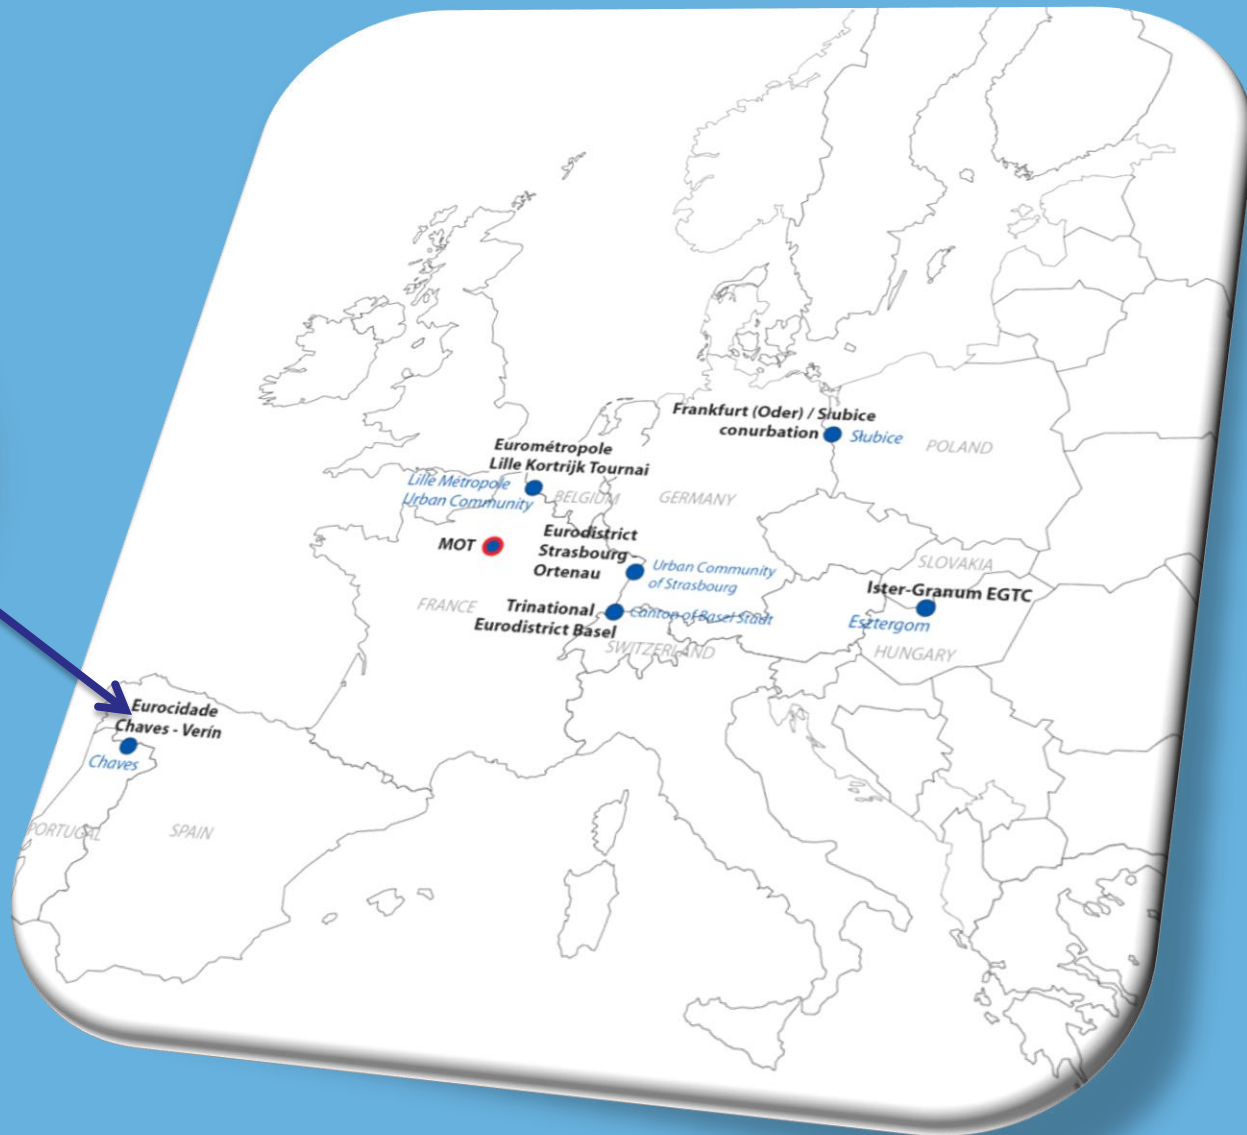 Frankfurt (Oder) / Słubice
conurbation
Słubice
POLAND
Eurométropole
Lille Kortrijk Tournai
Lille Métropole
Urban Community
BELGIUM
GERMANY
MOT
Eurodistrict
Strasbourg -
Ortenau
Urban Community
of Strasbourg
SLOVAKIA
Ister-Granum EGTC
Esztergom
HUNGARY
FRANCE
Trinational
Eurodistrict Basel
Canton of Basel Stadt
SWITZERLAND
Eurocidade
Chaves - Verín
Chaves
PORTUGAL
SPAIN